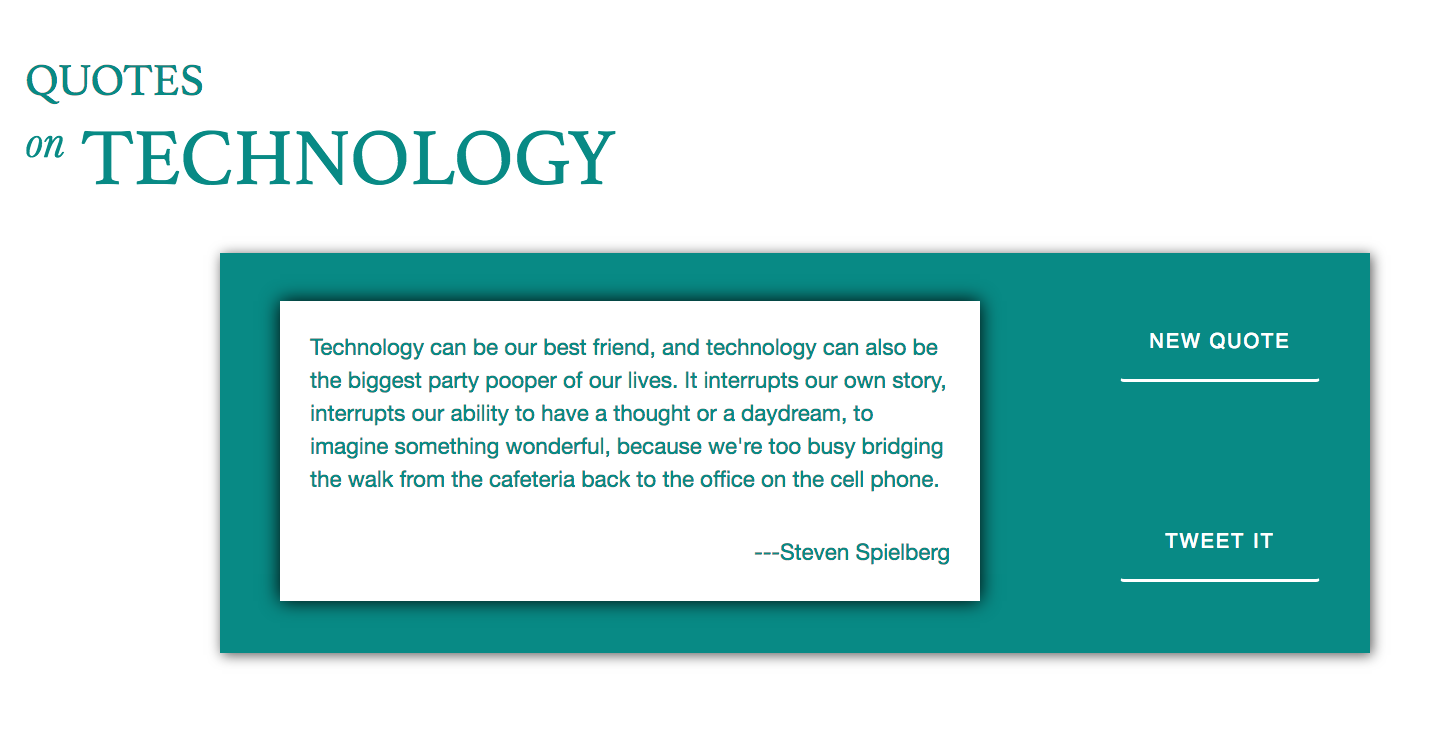 QUOTES
on TECHNOLOGY
Technology can be our best friend, and technology can also be
the biggest party pooper of our lives. It interrupts our own story,
interrupts our ability to have a thought or a daydream, to
imagine something wonderful, because we're too busy bridging
the walk from the cafeteria back to the office on the cell phone.
---Steven Spielberg
NEW QUOTE
TWEET IT